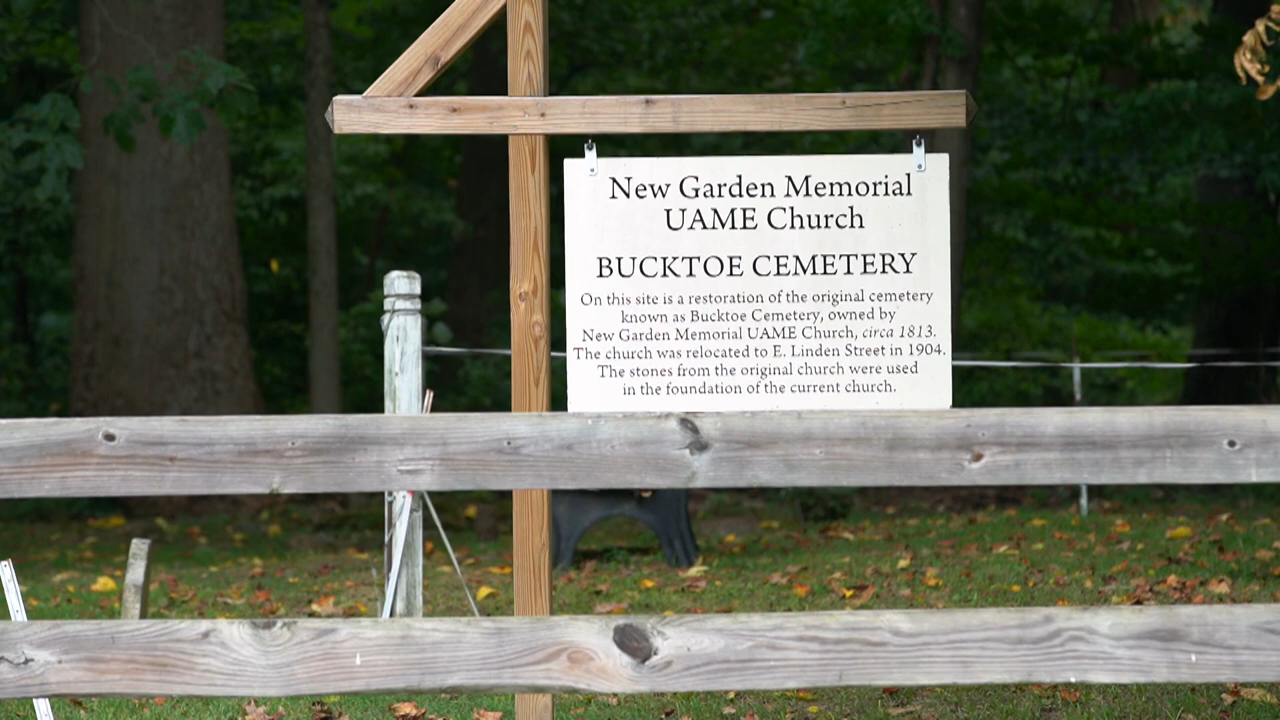 New Garden Memorial
UAME Church
BUCKTOE CEMETERY
On this site is a restoration of the original cemetery
known as Bucktoe Cemetery, owned by
New Garden Memorial UAME Church, circa 1813.
The church was relocated to E. Linden Street in 1904.
The stones from the original church were used
in the foundation of the current church.